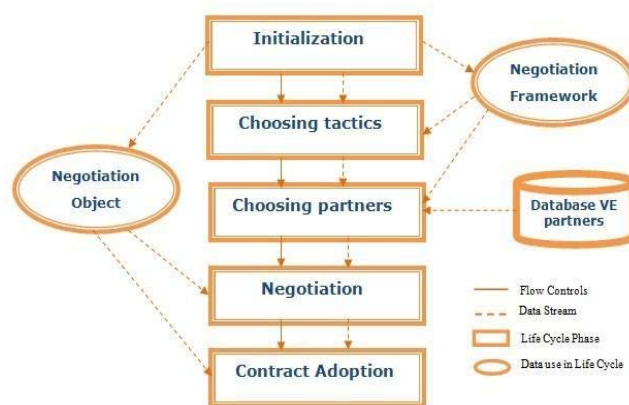 Initialization
Negotiation
Framework
Choosing tactics
Negotiation
Object
Choosing partners
Database VE
partners
Negotiation
Contract Adoption
Flow Controls
Data Stream
Life Cycle Phase
Data use in Life Cycle